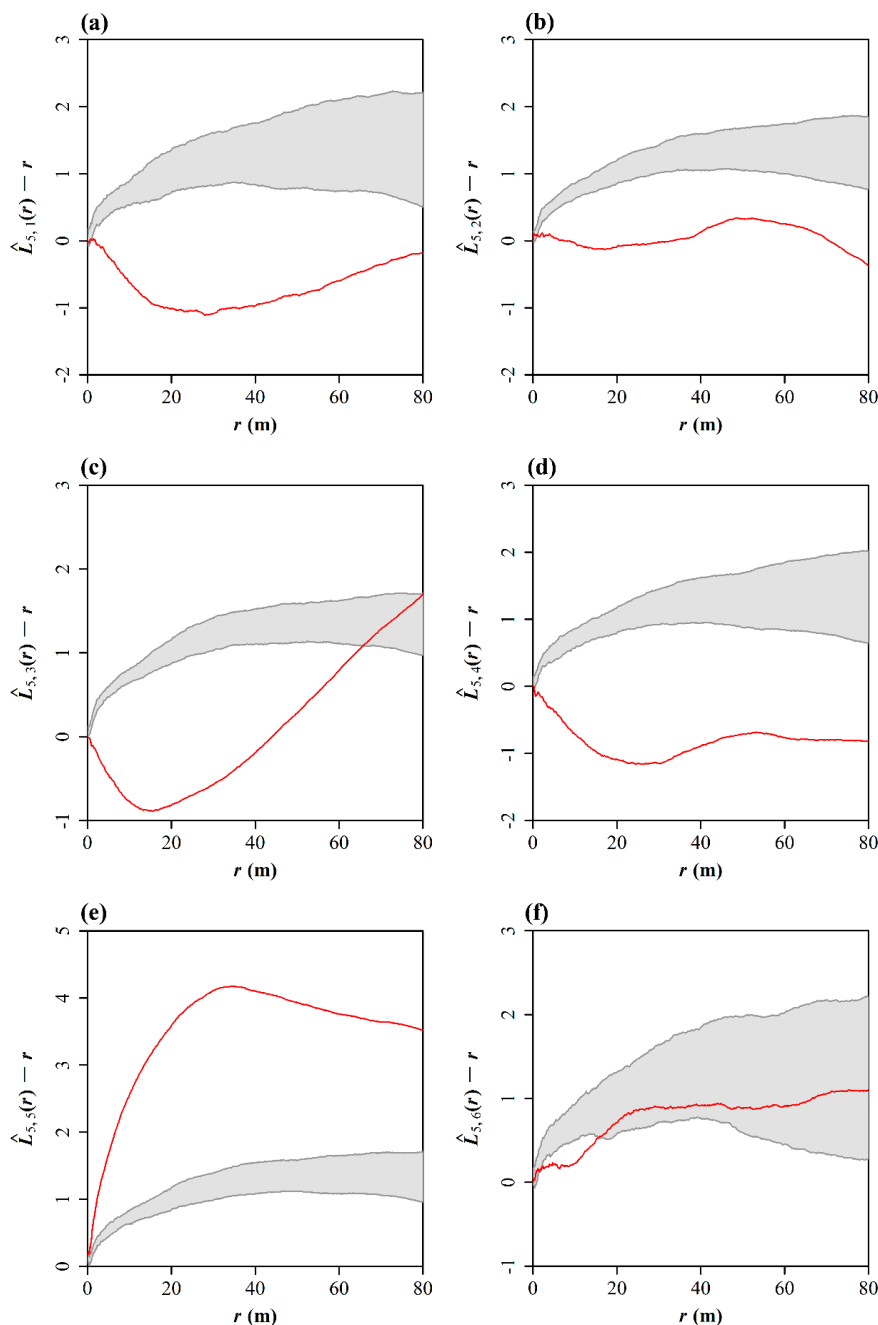 (a)
3
2
1
0
-1
-2
L̂5, 1(r) − r
0 20 40 60 80
r (m)
(b)
3
2
1
0
-1
-2
L̂5, 2(r) − r
0 20 40 60 80
r (m)
(c)
3
2
1
0
-1
L̂5, 3(r) − r
0 20 40 60 80
r (m)
(d)
3
2
1
0
-1
-2
L̂5, 4(r) − r
0 20 40 60 80
r (m)
(e)
5
4
3
2
1
0
L̂5, 5(r) − r
0 20 40 60 80
r (m)
(f)
3
2
1
0
-1
L̂5, 6(r) − r
0 20 40 60 80
r (m)